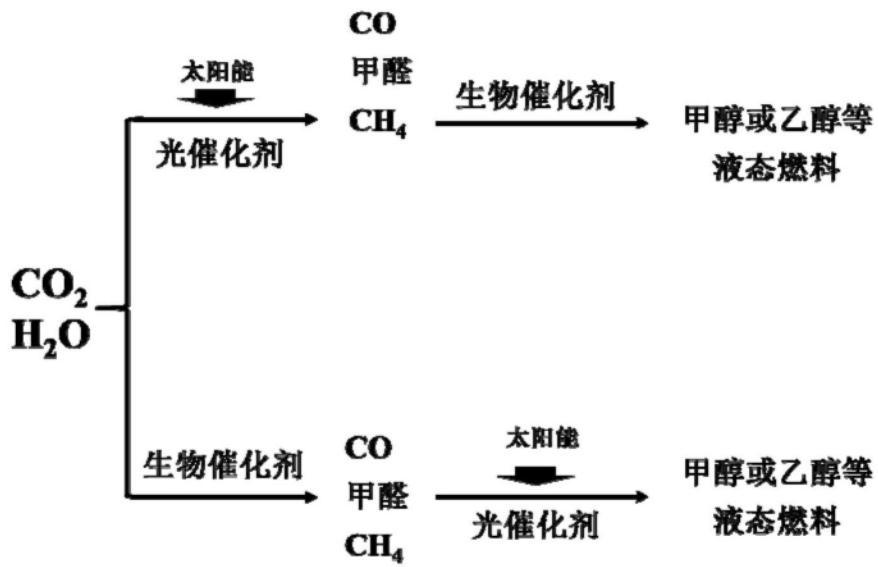 CO₂
H₂O
太阳能
光催化剂
CO
甲醛
CH₄
生物催化剂
甲醇或乙醇等
液态燃料
生物催化剂
CO
甲醛
CH₄
太阳能
光催化剂
甲醇或乙醇等
液态燃料